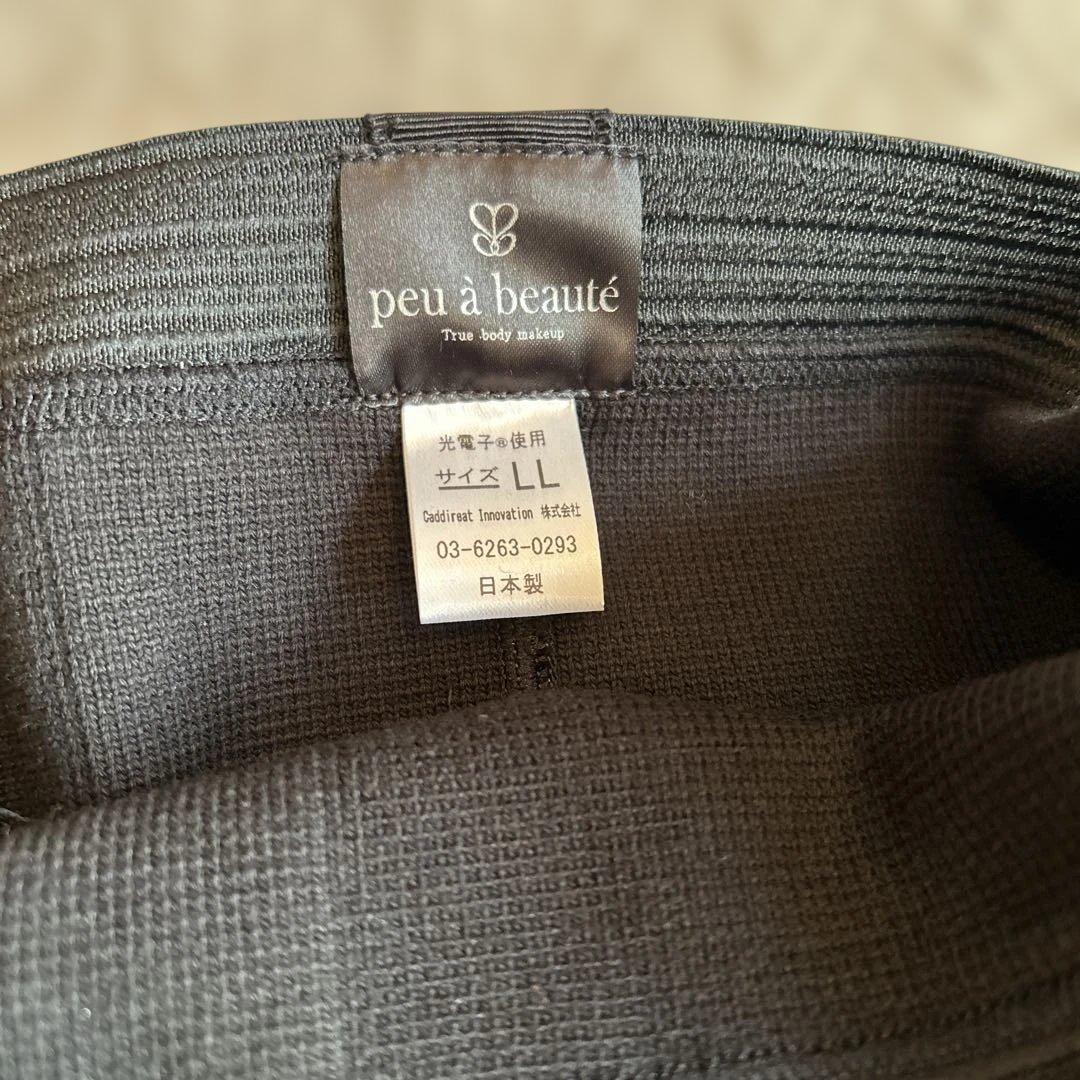 peu à beauté
True body makeup
光電子®使用
サイズ LL
Caddireat Innovation 株式会社
03-6263-0293
日本製